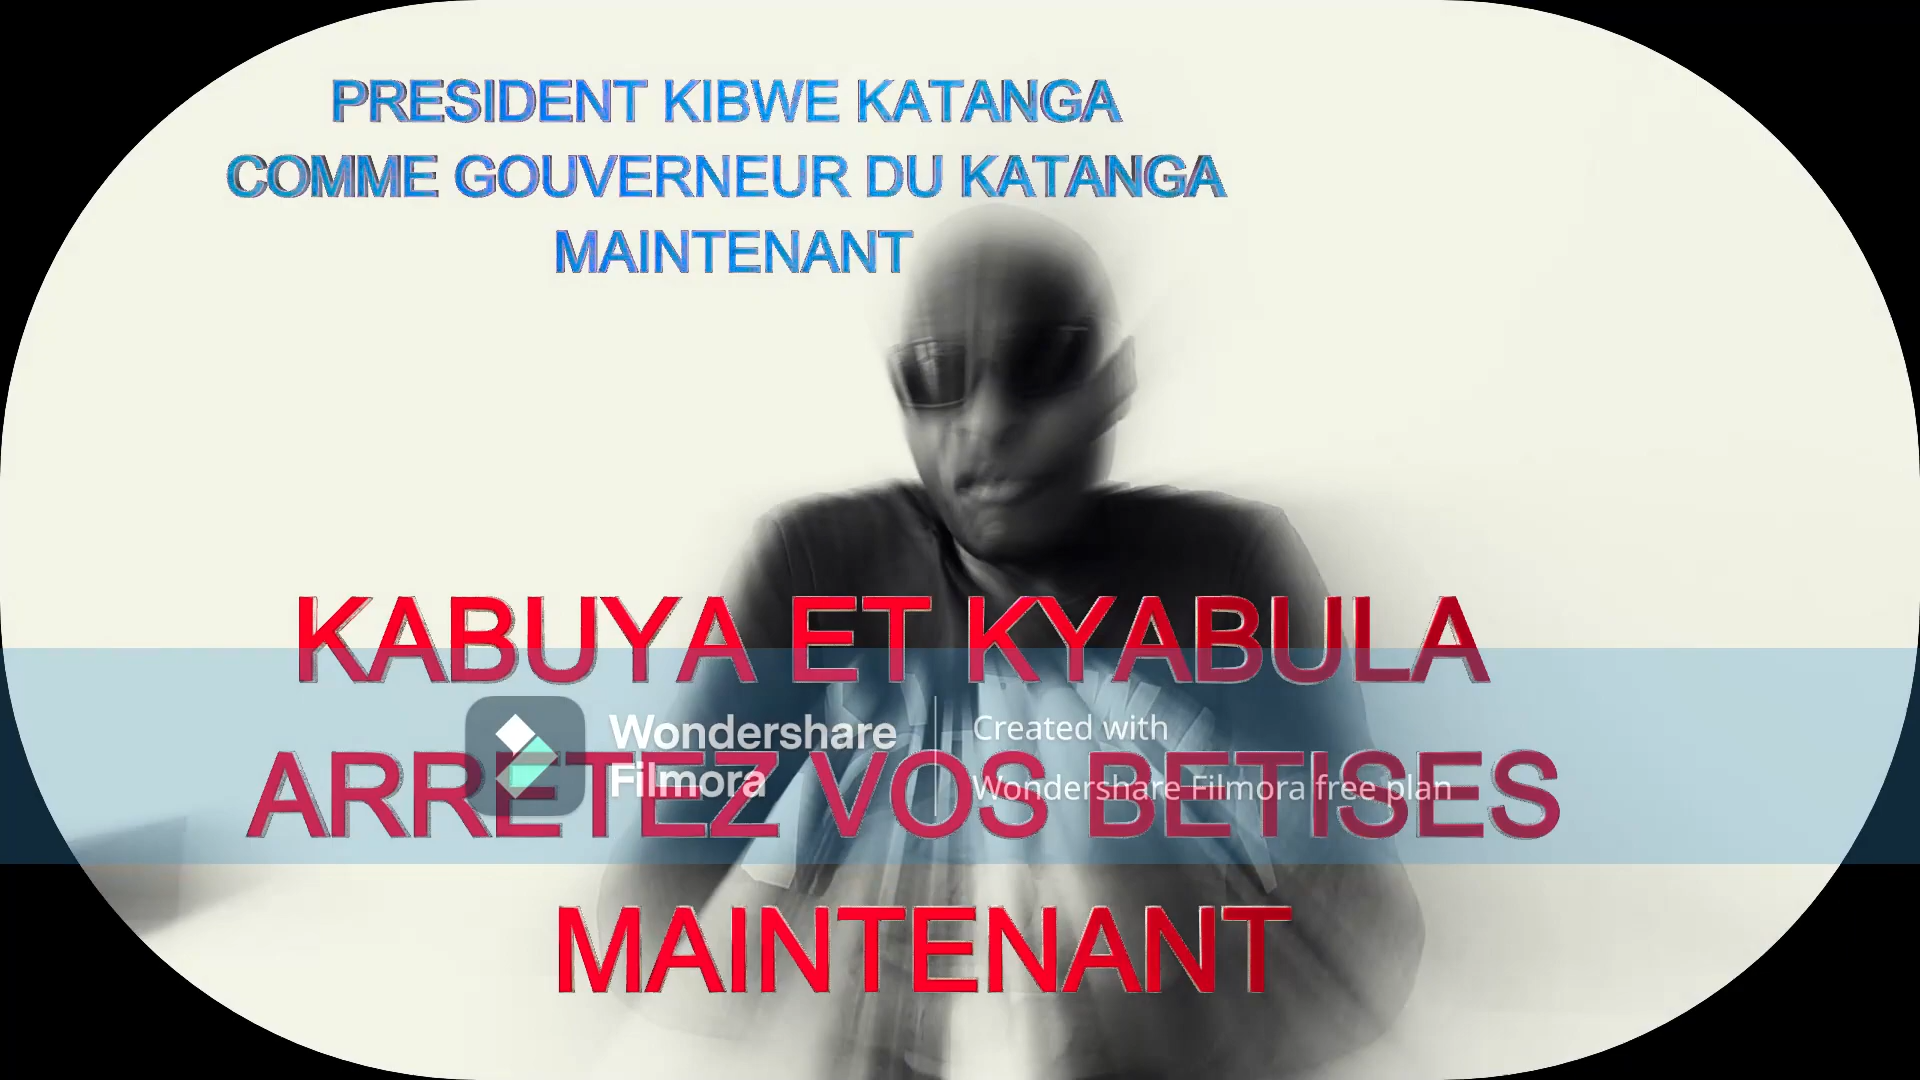 PRESIDENT KIBWE KATANGA
COMME GOUVERNEUR DU KATANGA
MAINTENANT
KABUYA ET KYABULA
ARRETEZ VOS BETISES
MAINTENANT
Wondershare
Filmora
Created with
Wondershare Filmora free plan